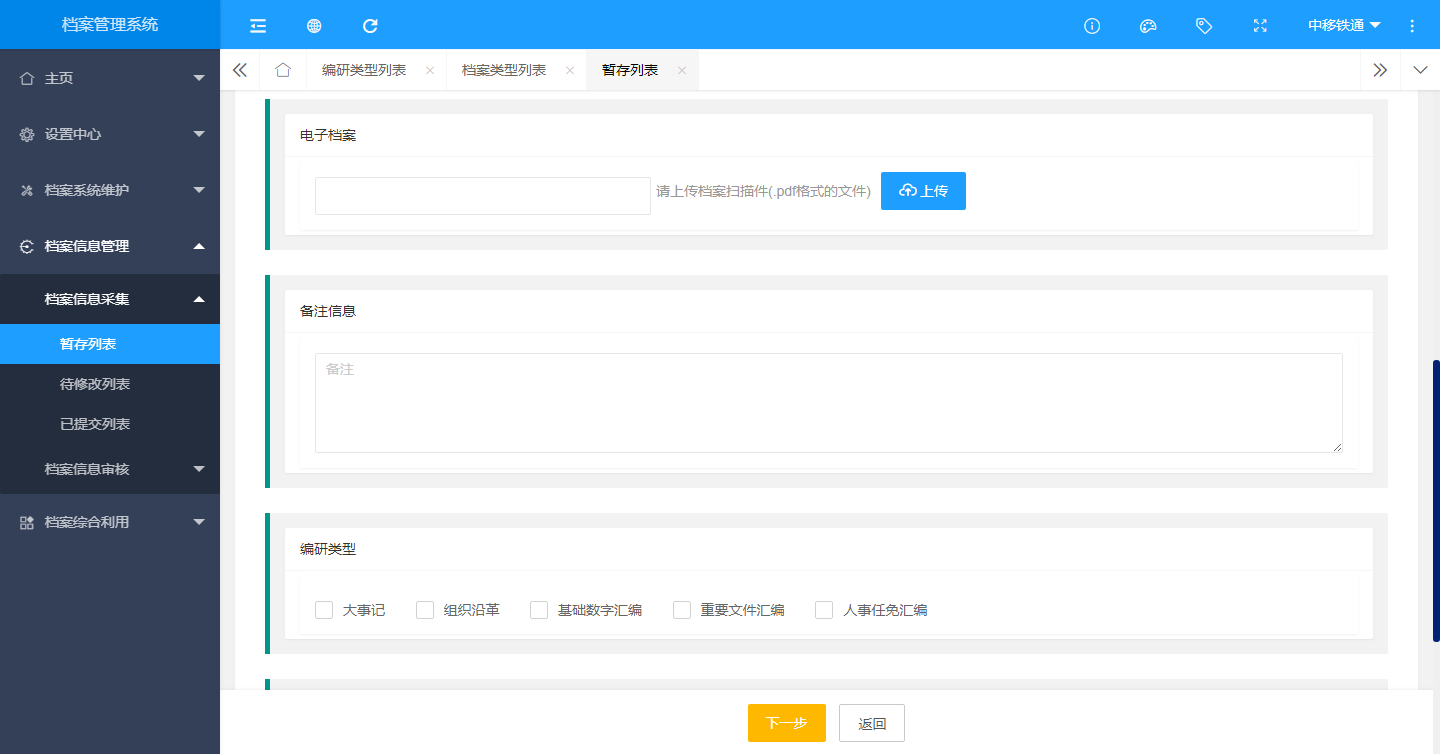 档案管理系统
中移铁通
主页
设置中心
档案系统维护
档案信息管理
档案信息采集
暂存列表
待修改列表
已提交列表
档案信息审核
档案综合利用
编研类型列表
档案类型列表
暂存列表
电子档案
请上传档案扫描件(.pdf格式的文件)
上传
备注信息
备注
编研类型
大事记
组织沿革
基础数字汇编
重要文件汇编
人事任免汇编
下一步
返回